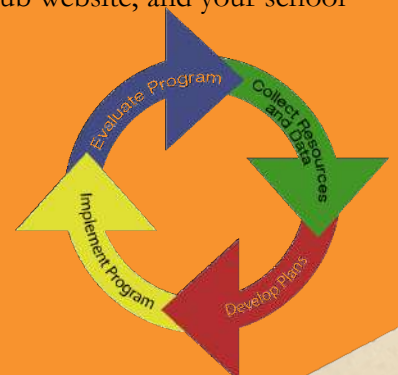 ub website, and your school
Evaluate Program
Collect Resources
and Data
Develop Plans
Implement Program